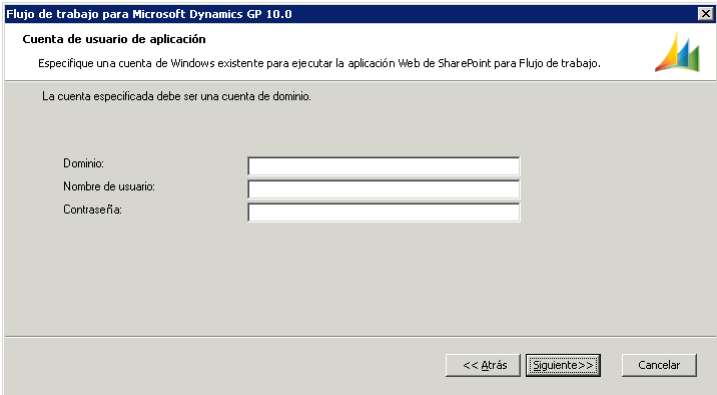 Flujo de trabajo para Microsoft Dynamics GP 10.0
Cuenta de usuario de aplicación
Especifique una cuenta de Windows existente para ejecutar la aplicación Web de SharePoint para Flujo de trabajo.
La cuenta especificada debe ser una cuenta de dominio.
Dominio:
Nombre de usuario:
Contraseña:
<< Atrás Siguiente>> Cancelar